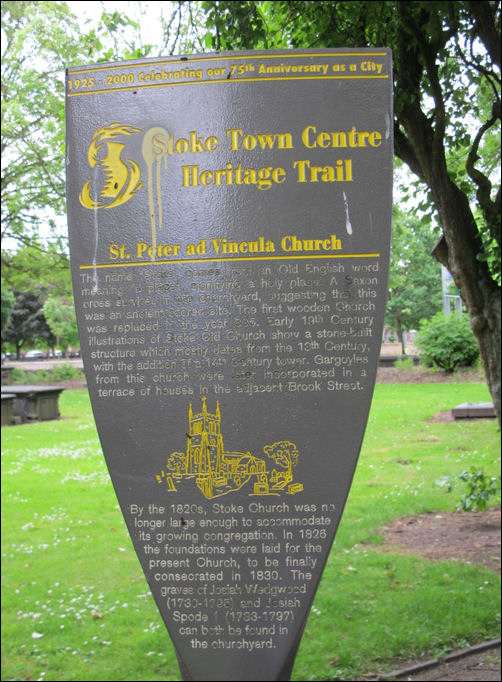 1925 - 2000 Celebrating our 75th Anniversary as a City
Stoke Town Centre
Heritage Trail
St. Peter ad Vincula Church
The name 'Stoke' comes from an Old English word
meaning 'a place', signifying a holy place. A Saxon
cross survives in the churchyard, suggesting that this
was an ancient sacred site. The first wooden Church
was replaced in the year
Early 19th Century
illustrations of Stoke Old Church show a stone-built
structure which mostly dates from the 13th Century,
with the addition of a 14th Century tower. Gargoyles
from this church were later incorporated in a
terrace of houses in the adjacent Brook Street.
By the 1820s, Stoke Church was no
longer large enough to accommodate
its growing congregation. In 1826
the foundations were laid for the
present Church, to be finally
consecrated in 1830. The
graves of Josiah Wedgwood
(1730-1795) and Josiah
Spode I (1733-1797)
can both be found in
the churchyard.